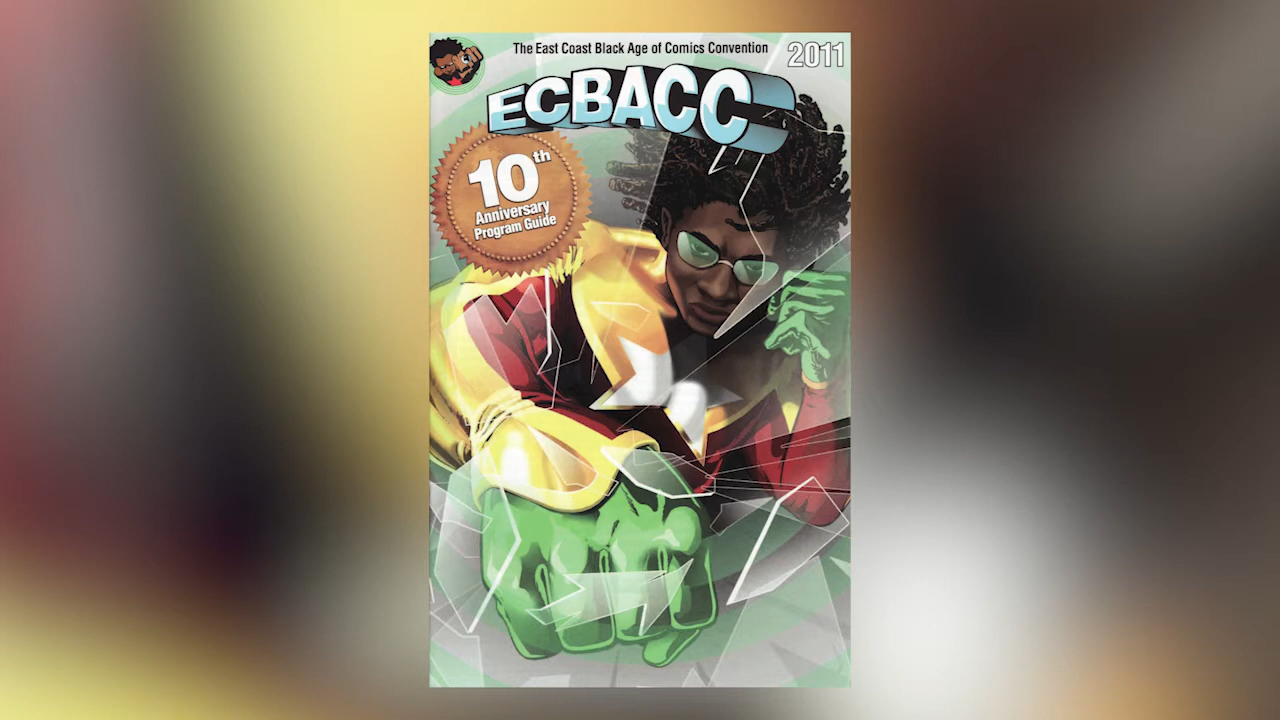 The East Coast Black Age of Comics Convention
2011
ECBACC
10th
Anniversary
Program Guide